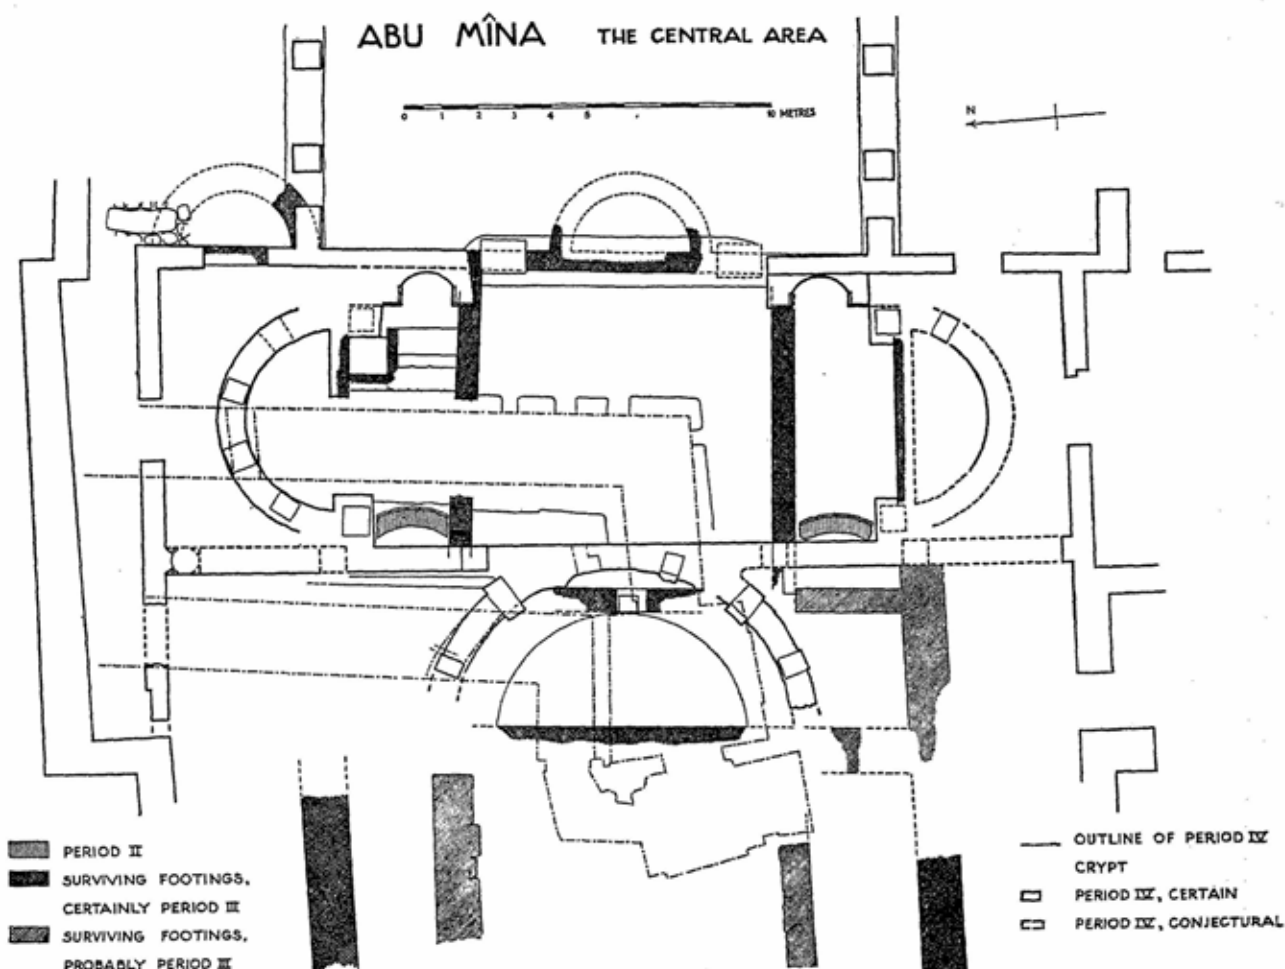 ABU MÎNA THE CENTRAL AREA
0 1 2 3 4 5 10 METRES
N
PERIOD II
SURVIVING FOOTINGS,
CERTAINLY PERIOD III
SURVIVING FOOTINGS,
PROBABLY PERIOD III
OUTLINE OF PERIOD IV
CRYPT
PERIOD IV, CERTAIN
PERIOD IV, CONJECTURAL